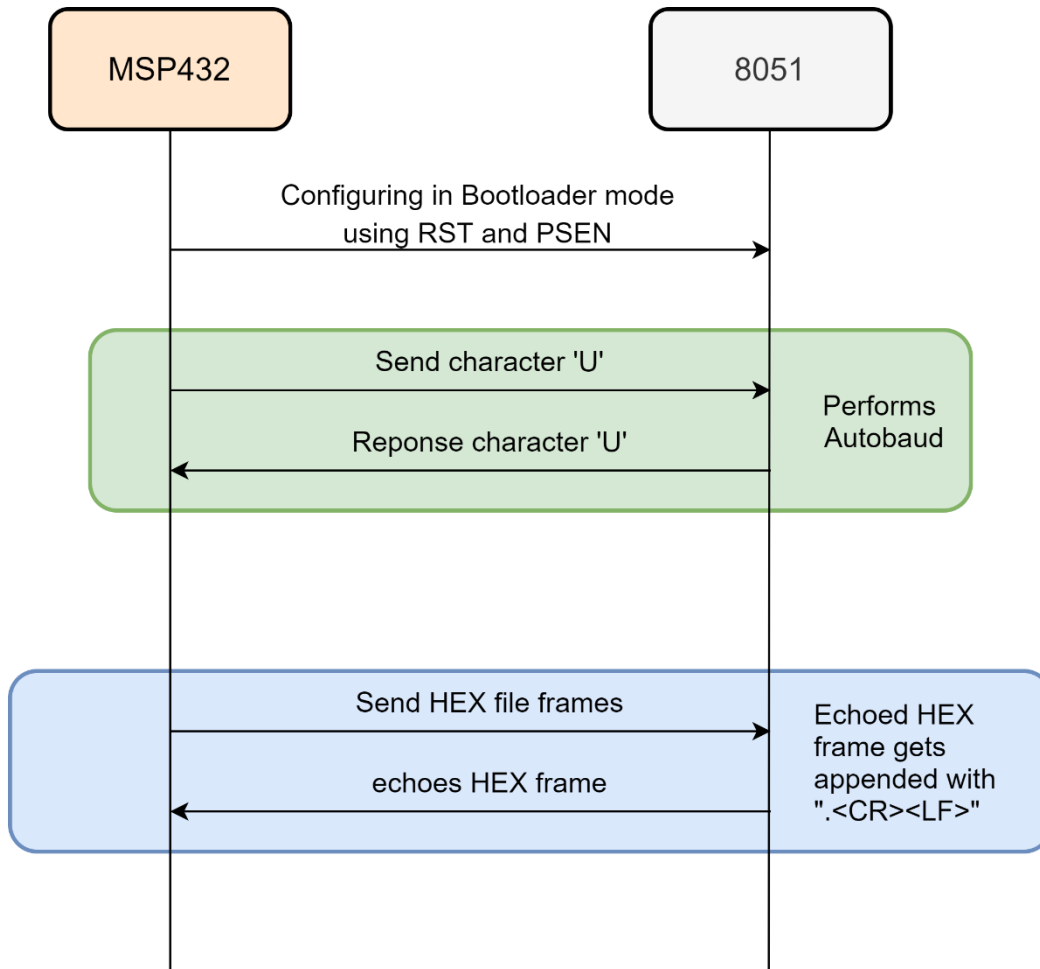 MSP432
8051
Configuring in Bootloader mode
using RST and PSEN
Send character 'U'
Reponse character 'U'
Performs
Autobaud
Send HEX file frames
echoes HEX frame
Echoed HEX
frame gets
appended with
".<CR><LF>"